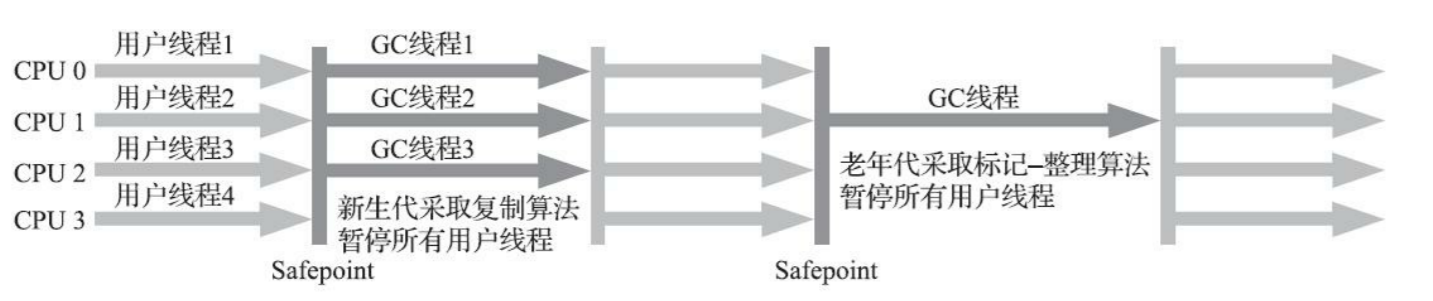 用户线程1
GC线程1
CPU 0
用户线程2
GC线程2
GC线程
CPU 1
用户线程3
GC线程3
CPU 2
老年代采取标记–整理算法
暂停所有用户线程
用户线程4
CPU 3
新生代采取复制算法
暂停所有用户线程
Safepoint
Safepoint